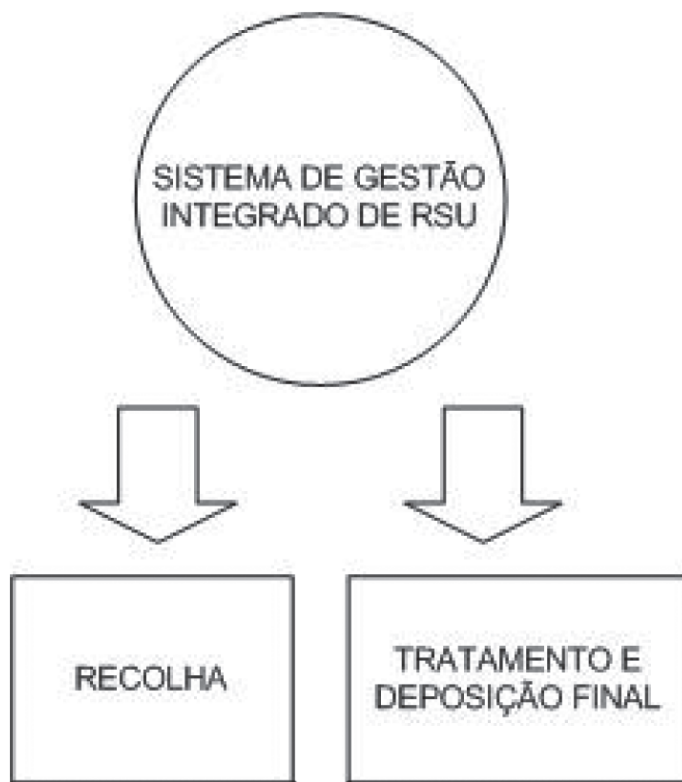 SISTEMA DE GESTÃO
INTEGRADO DE RSU
RECOLHA
TRATAMENTO E
DEPOSIÇÃO FINAL